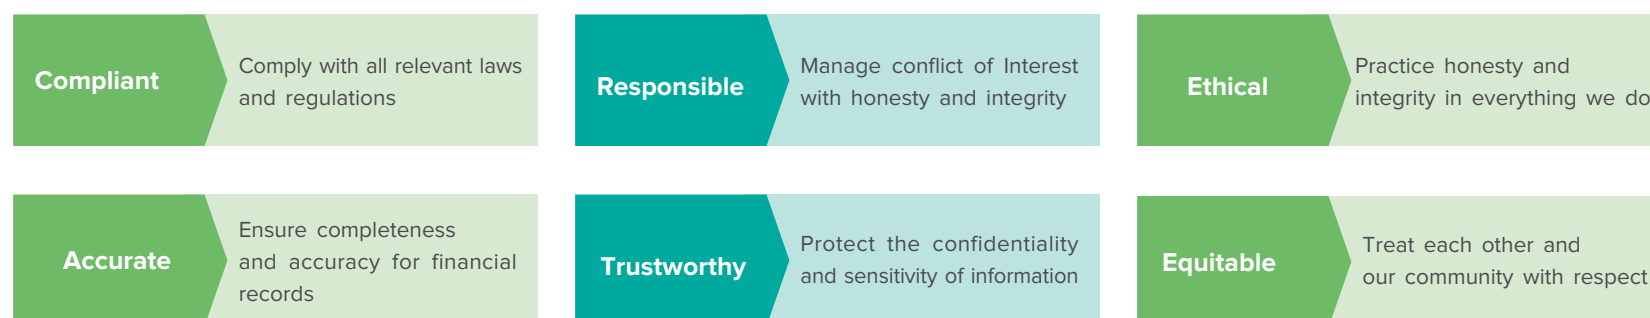 Compliant
Comply with all relevant laws
and regulations
Responsible
Manage conflict of Interest
with honesty and integrity
Ethical
Practice honesty and
integrity in everything we do
Accurate
Ensure completeness
and accuracy for financial
records
Trustworthy
Protect the confidentiality
and sensitivity of information
Equitable
Treat each other and
our community with respect